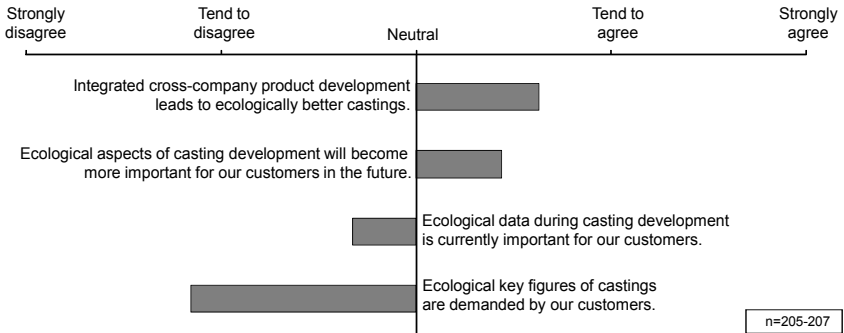 Strongly disagree
Tend to disagree
Neutral
Tend to agree
Strongly agree
Integrated cross-company product development
leads to ecologically better castings.
Ecological aspects of casting development will become
more important for our customers in the future.
Ecological data during casting development
is currently important for our customers.
Ecological key figures of castings
are demanded by our customers.
n=205-207